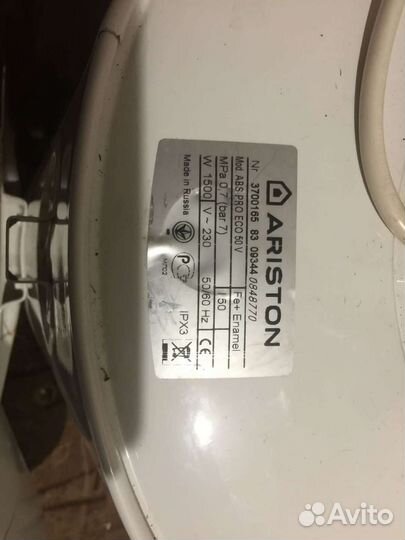 ARISTON
Nr. 3700165 83 09344 0848770
Mod. ABS PRO ECO 50 V Fe+ Enamel
MPa 0,7 (bar 7) l 50
W 1500 V~ 230 50/60 Hz CE
Made in Russia IPX3
Avito